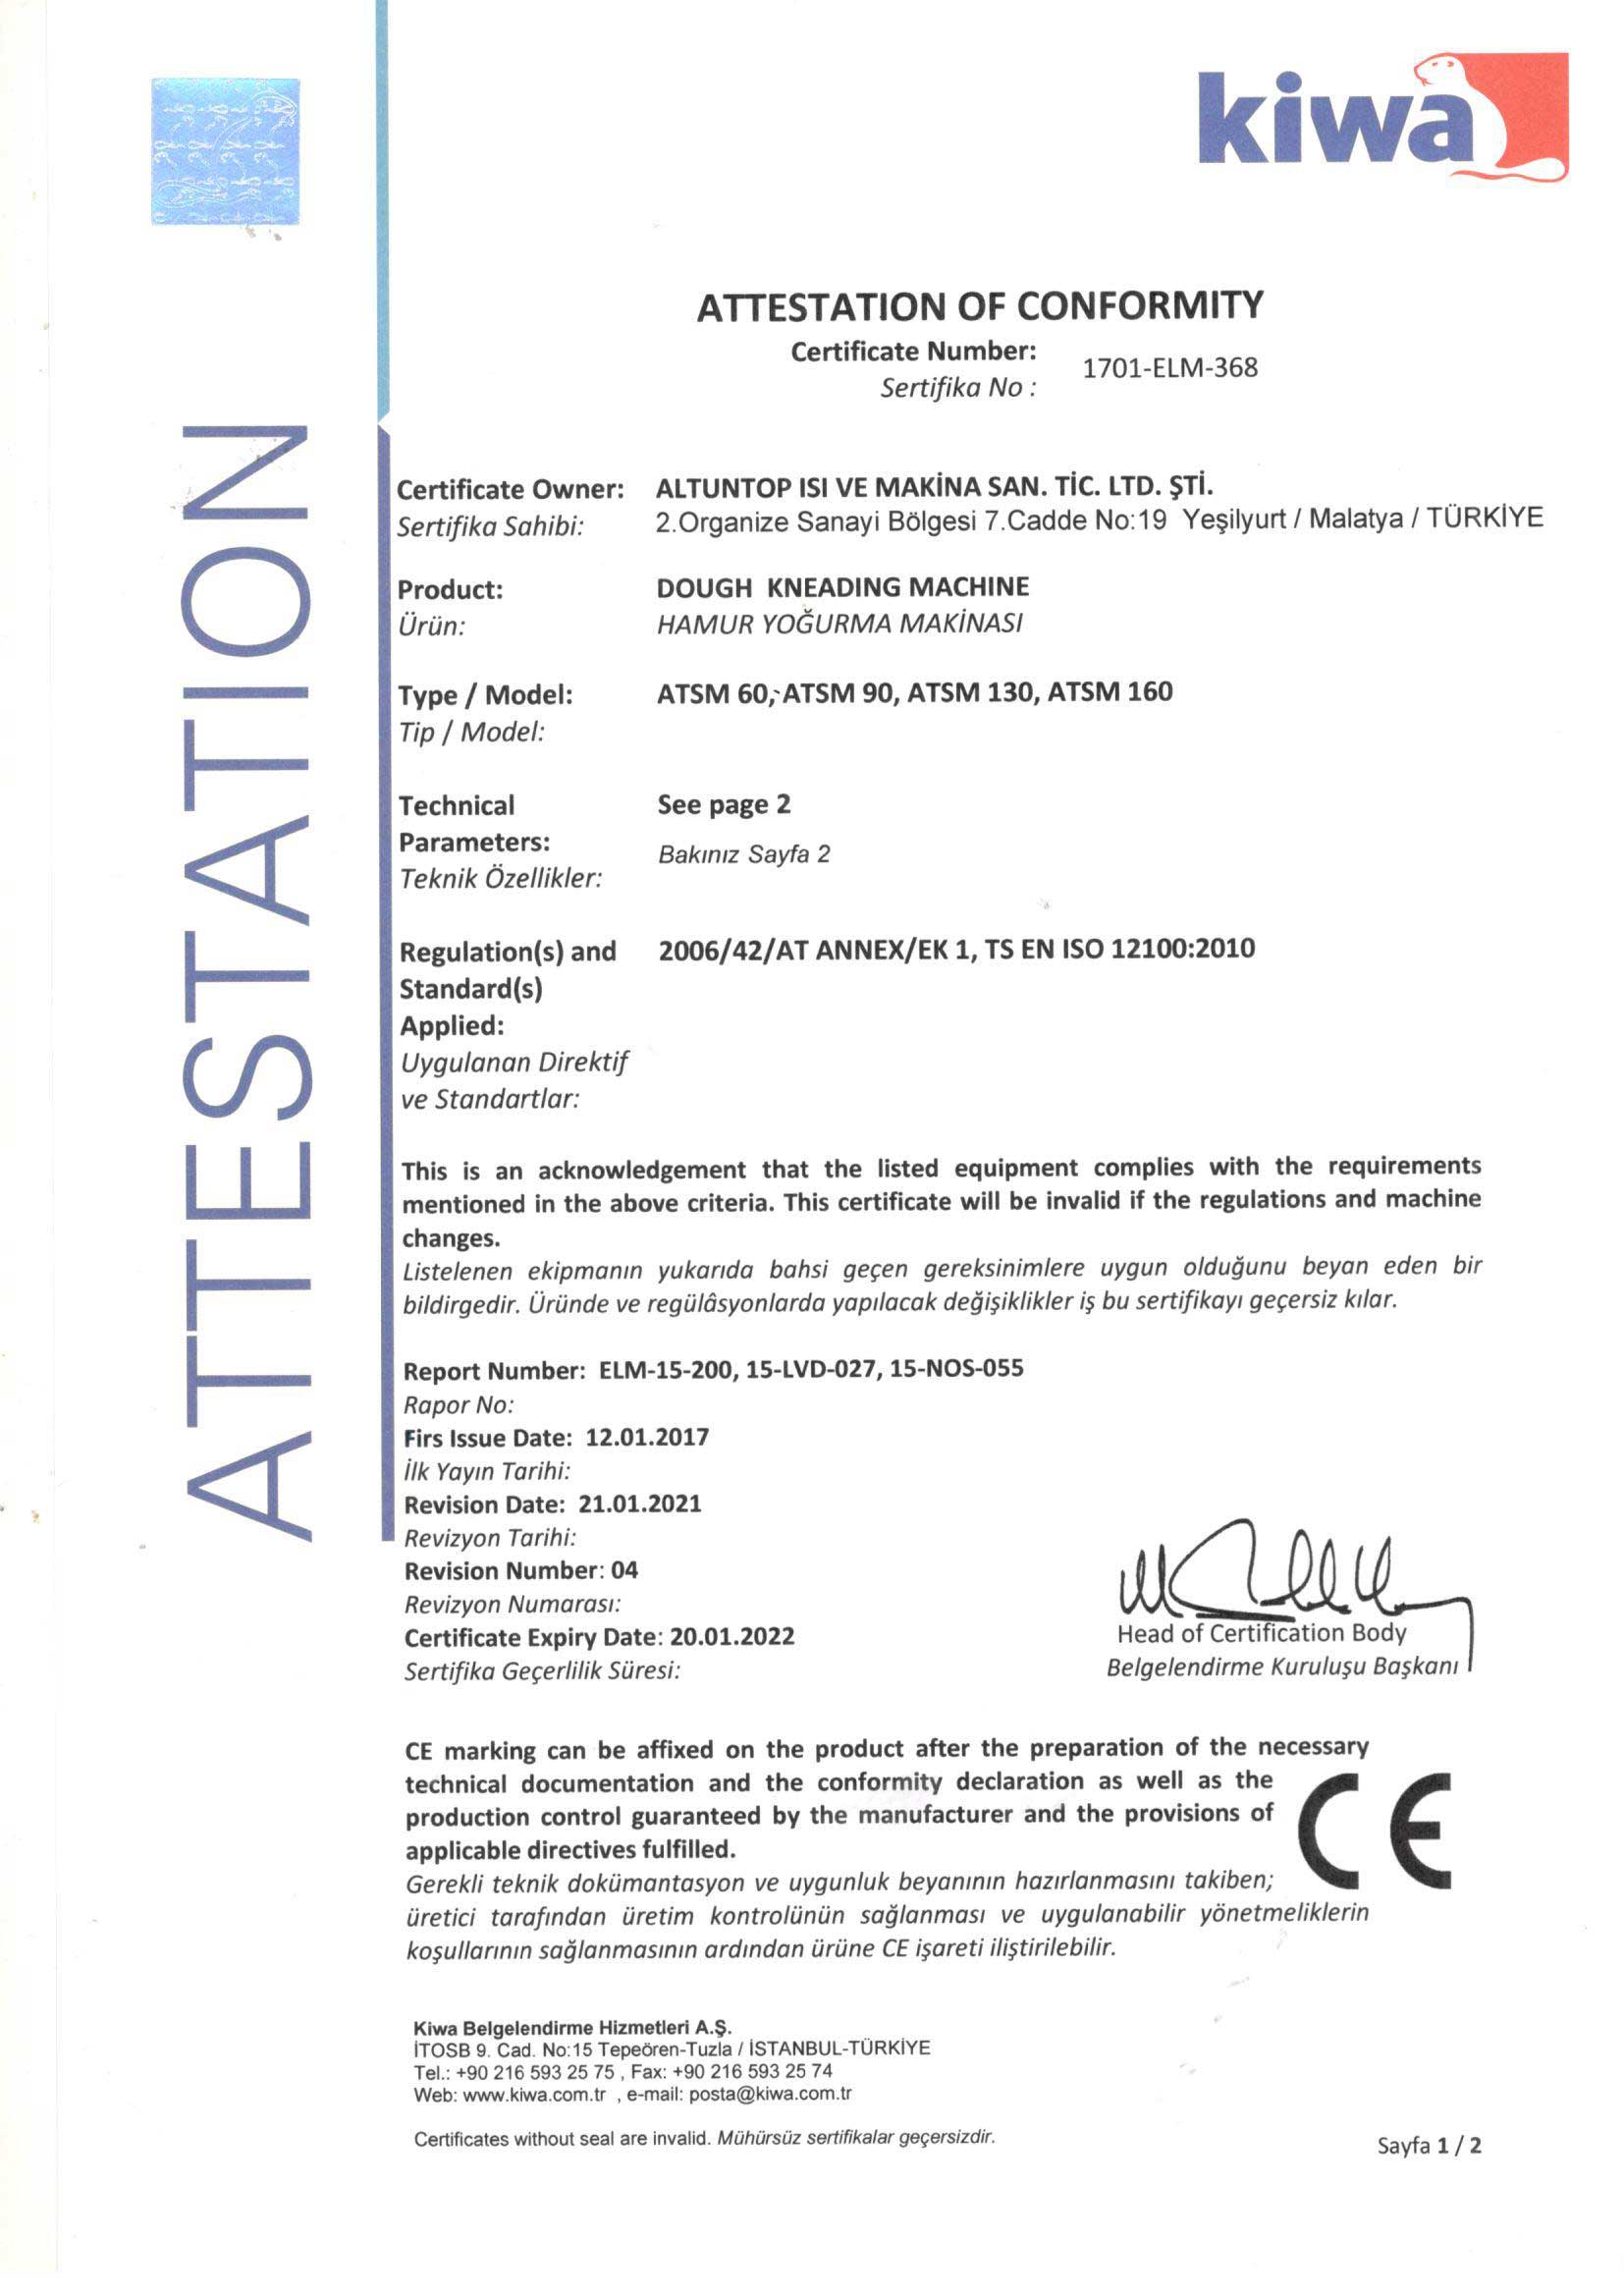 kiwa
ATTESTATION
ATTESTATION OF CONFORMITY
Certificate Number:
Sertifika No :
1701-ELM-368
Certificate Owner: ALTUNTOP ISI VE MAKİNA SAN. TİC. LTD. ŞTİ.
Sertifika Sahibi: 2.Organize Sanayi Bölgesi 7.Cadde No:19 Yeşilyurt / Malatya / TÜRKİYE
Product: DOUGH KNEADING MACHINE
Ürün: HAMUR YOĞURMA MAKİNASI
Type / Model: ATSM 60, ATSM 90, ATSM 130, ATSM 160
Tip / Model:
Technical See page 2
Parameters:
Bakınız Sayfa 2
Teknik Özellikler:
Regulation(s) and 2006/42/AT ANNEX/EK 1, TS EN ISO 12100:2010
Standard(s)
Applied:
Uygulanan Direktif
ve Standartlar:
This is an acknowledgement that the listed equipment complies with the requirements
mentioned in the above criteria. This certificate will be invalid if the regulations and machine
changes.
Listelenen ekipmanın yukarıda bahsi geçen gereksinimlere uygun olduğunu beyan eden bir
bildirgedir. Üründe ve regülâsyonlarda yapılacak değişiklikler iş bu sertifikayı geçersiz kılar.
Report Number: ELM-15-200, 15-LVD-027, 15-NOS-055
Rapor No:
Firs Issue Date: 12.01.2017
İlk Yayın Tarihi:
Revision Date: 21.01.2021
Revizyon Tarihi:
Revision Number: 04
Revizyon Numarası:
Certificate Expiry Date: 20.01.2022
Sertifika Geçerlilik Süresi:
Head of Certification Body
Belgelendirme Kuruluşu Başkanı
CE marking can be affixed on the product after the preparation of the necessary
technical documentation and the conformity declaration as well as the
production control guaranteed by the manufacturer and the provisions of
applicable directives fulfilled.
CE
Gerekli teknik dokümantasyon ve uygunluk beyanının hazırlanmasını takiben;
üretici tarafından üretim kontrolünün sağlanması ve uygulanabilir yönetmeliklerin
koşullarının sağlanmasının ardından ürüne CE işareti iliştirilebilir.
Kiwa Belgelendirme Hizmetleri A.Ş.
İTOSB 9. Cad. No:15 Tepeören-Tuzla / İSTANBUL-TÜRKİYE
Tel.: +90 216 593 25 75 , Fax: +90 216 593 25 74
Web: www.kiwa.com.tr , e-mail: posta@kiwa.com.tr
Certificates without seal are invalid. Mühürsüz sertifikalar geçersizdir.
Sayfa 1 / 2